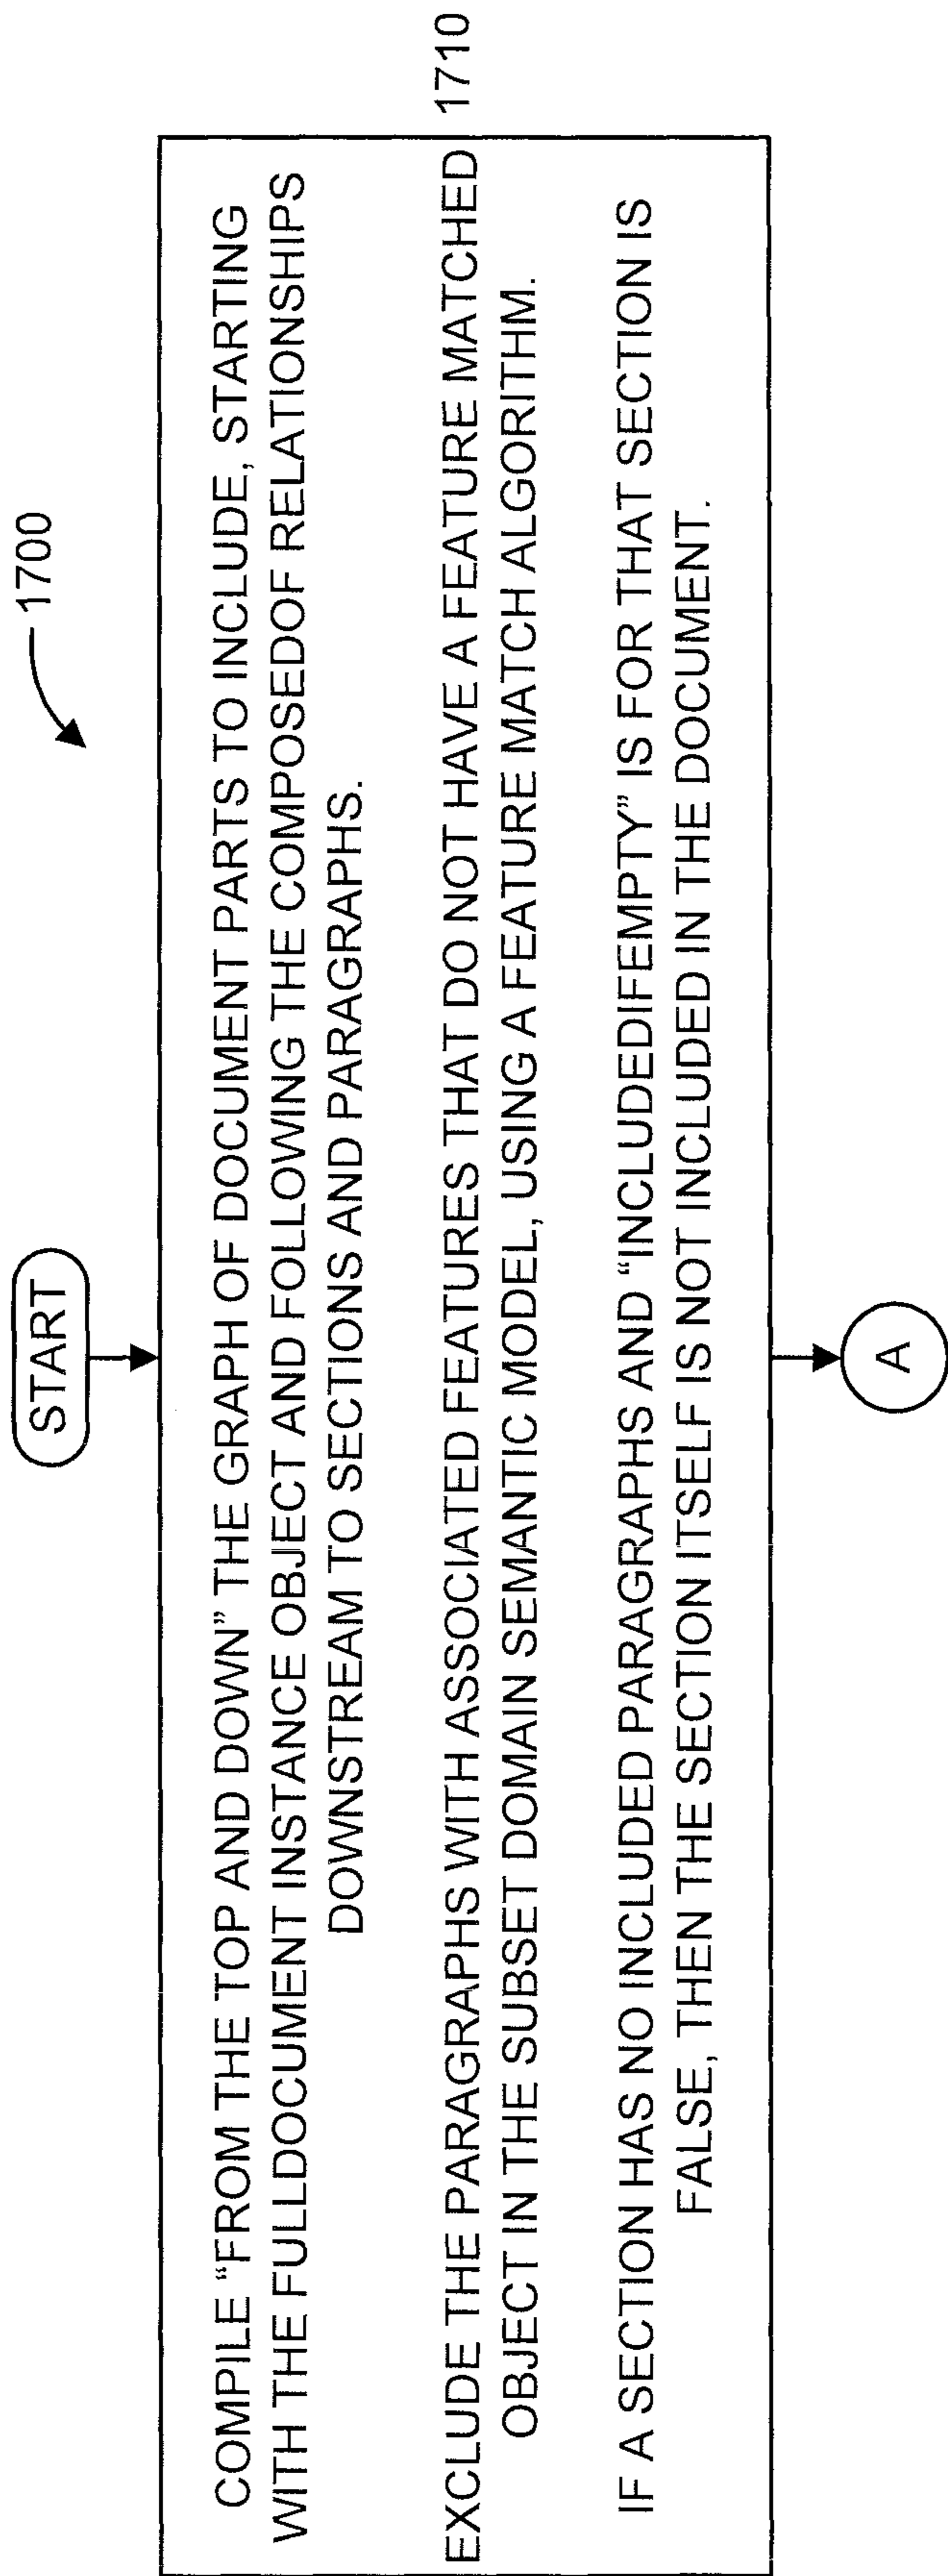 1700
START
COMPILE “FROM THE TOP AND DOWN” THE GRAPH OF DOCUMENT PARTS TO INCLUDE, STARTING
WITH THE FULLDOCUMENT INSTANCE OBJECT AND FOLLOWING THE COMPOSEDOF RELATIONSHIPS
DOWNSTREAM TO SECTIONS AND PARAGRAPHS.
EXCLUDE THE PARAGRAPHS WITH ASSOCIATED FEATURES THAT DO NOT HAVE A FEATURE MATCHED
OBJECT IN THE SUBSET DOMAIN SEMANTIC MODEL, USING A FEATURE MATCH ALGORITHM.
IF A SECTION HAS NO INCLUDED PARAGRAPHS AND “INCLUDEDIFEMPTY” IS FOR THAT SECTION IS
FALSE, THEN THE SECTION ITSELF IS NOT INCLUDED IN THE DOCUMENT.
1710
A